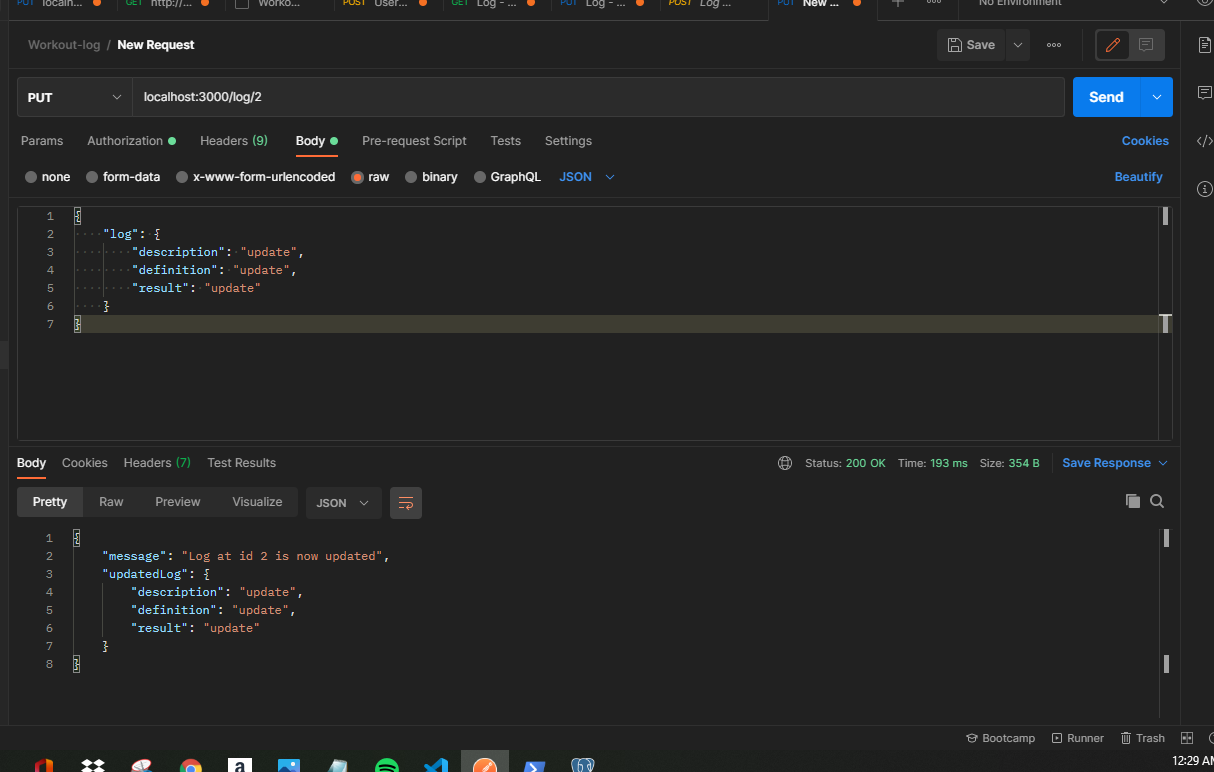 PUT localh... GET http://... Worko... POST User... GET Log - ... PUT Log - ... POST Log ... PUT New ... No Environment
Workout-log / New Request Save
PUT localhost:3000/log/2 Send
Params Authorization Headers (9) Body Pre-request Script Tests Settings Cookies
none form-data x-www-form-urlencoded raw binary GraphQL JSON Beautify
1 {
2 "log": {
3 "description": "update",
4 "definition": "update",
5 "result": "update"
6 }
7 }
Body Cookies Headers (7) Test Results Status: 200 OK Time: 193 ms Size: 354 B Save Response
Pretty Raw Preview Visualize JSON
1 {
2 "message": "Log at id 2 is now updated",
3 "updatedLog": {
4 "description": "update",
5 "definition": "update",
6 "result": "update"
7 }
8 }
Bootcamp Runner Trash
12:29 AM